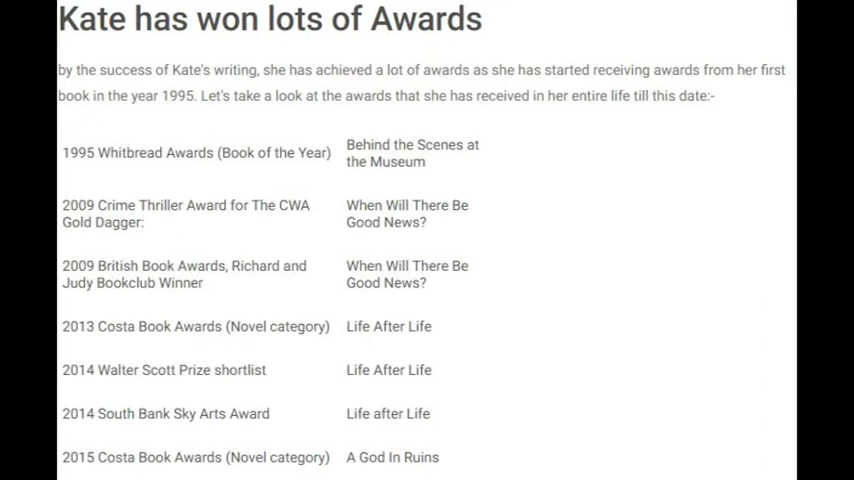 Kate has won lots of Awards
by the success of Kate's writing, she has achieved a lot of awards as she has started receiving awards from her first
book in the year 1995. Let's take a look at the awards that she has received in her entire life till this date:-
1995 Whitbread Awards (Book of the Year)
Behind the Scenes at
the Museum
2009 Crime Thriller Award for The CWA
Gold Dagger:
When Will There Be
Good News?
2009 British Book Awards, Richard and
Judy Bookclub Winner
When Will There Be
Good News?
2013 Costa Book Awards (Novel category)
Life After Life
2014 Walter Scott Prize shortlist
Life After Life
2014 South Bank Sky Arts Award
Life after Life
2015 Costa Book Awards (Novel category)
A God In Ruins